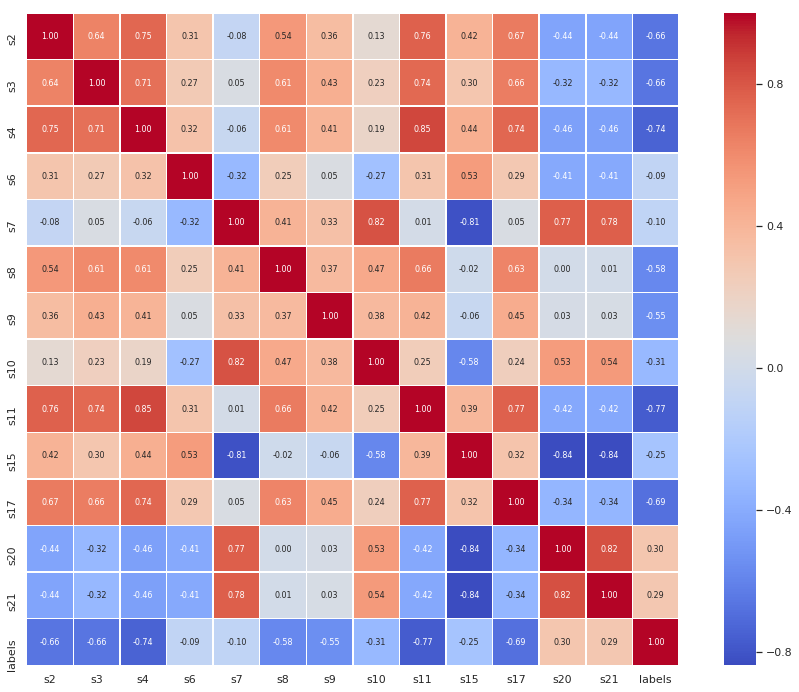 s2 1.00 0.64 0.75 0.31 -0.08 0.54 0.36 0.13 0.76 0.42 0.67 -0.44 -0.44 -0.66
s3 0.64 1.00 0.71 0.27 0.05 0.61 0.43 0.23 0.74 0.30 0.66 -0.32 -0.32 -0.66
0.8
s4 0.75 0.71 1.00 0.32 -0.06 0.61 0.41 0.19 0.85 0.44 0.74 -0.46 -0.46 -0.74
s6 0.31 0.27 0.32 1.00 -0.32 0.25 0.05 -0.27 0.31 0.53 0.29 -0.41 -0.41 -0.09
s7 -0.08 0.05 -0.06 -0.32 1.00 0.41 0.33 0.82 0.01 -0.81 0.05 0.77 0.78 -0.10
0.4
s8 0.54 0.61 0.61 0.25 0.41 1.00 0.37 0.47 0.66 -0.02 0.63 0.00 0.01 -0.58
s9 0.36 0.43 0.41 0.05 0.33 0.37 1.00 0.38 0.42 -0.06 0.45 0.03 0.03 -0.55
s10 0.13 0.23 0.19 -0.27 0.82 0.47 0.38 1.00 0.25 -0.58 0.24 0.53 0.54 -0.31
0.0
s11 0.76 0.74 0.85 0.31 0.01 0.66 0.42 0.25 1.00 0.39 0.77 -0.42 -0.42 -0.77
s15 0.42 0.30 0.44 0.53 -0.81 -0.02 -0.06 -0.58 0.39 1.00 0.32 -0.84 -0.84 -0.25
s17 0.67 0.66 0.74 0.29 0.05 0.63 0.45 0.24 0.77 0.32 1.00 -0.34 -0.34 -0.69
−0.4
s20 -0.44 -0.32 -0.46 -0.41 0.77 0.00 0.03 0.53 -0.42 -0.84 -0.34 1.00 0.82 0.30
s21 -0.44 -0.32 -0.46 -0.41 0.78 0.01 0.03 0.54 -0.42 -0.84 -0.34 0.82 1.00 0.29
labels -0.66 -0.66 -0.74 -0.09 -0.10 -0.58 -0.55 -0.31 -0.77 -0.25 -0.69 0.30 0.29 1.00
−0.8
s2 s3 s4 s6 s7 s8 s9 s10 s11 s15 s17 s20 s21 labels